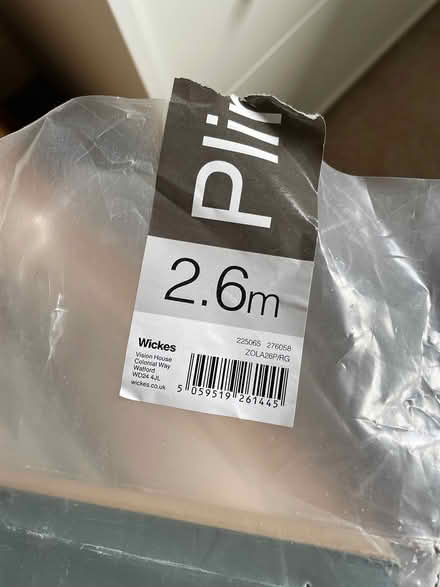 Plin
2.6m
Wickes
Vision House
Colonial Way
Watford
WD24 4JL
wickes.co.uk
225065 276058
ZOLA26P/RG
5 059519 261445